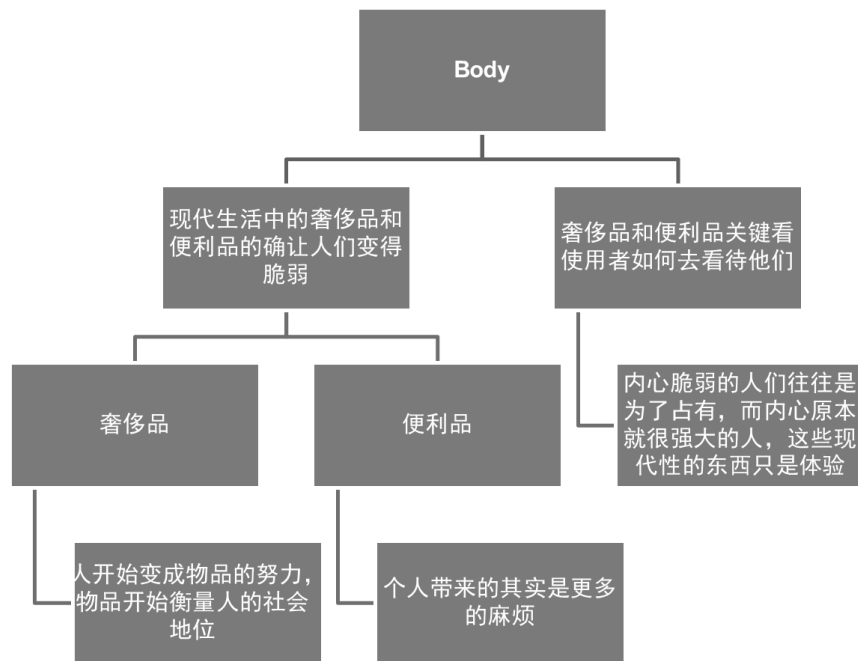 Body
现代生活中的奢侈品和
便利品的确让人们变得
脆弱
奢侈品和便利品关键看
使用者如何去看待他们
奢侈品
便利品
内心脆弱的人们往往是
为了占有，而内心原本
就很强大的人，这些现
代性的东西只是体验
人开始变成物品的努力，
物品开始衡量人的社会
地位
个人带来的其实是更多
的麻烦